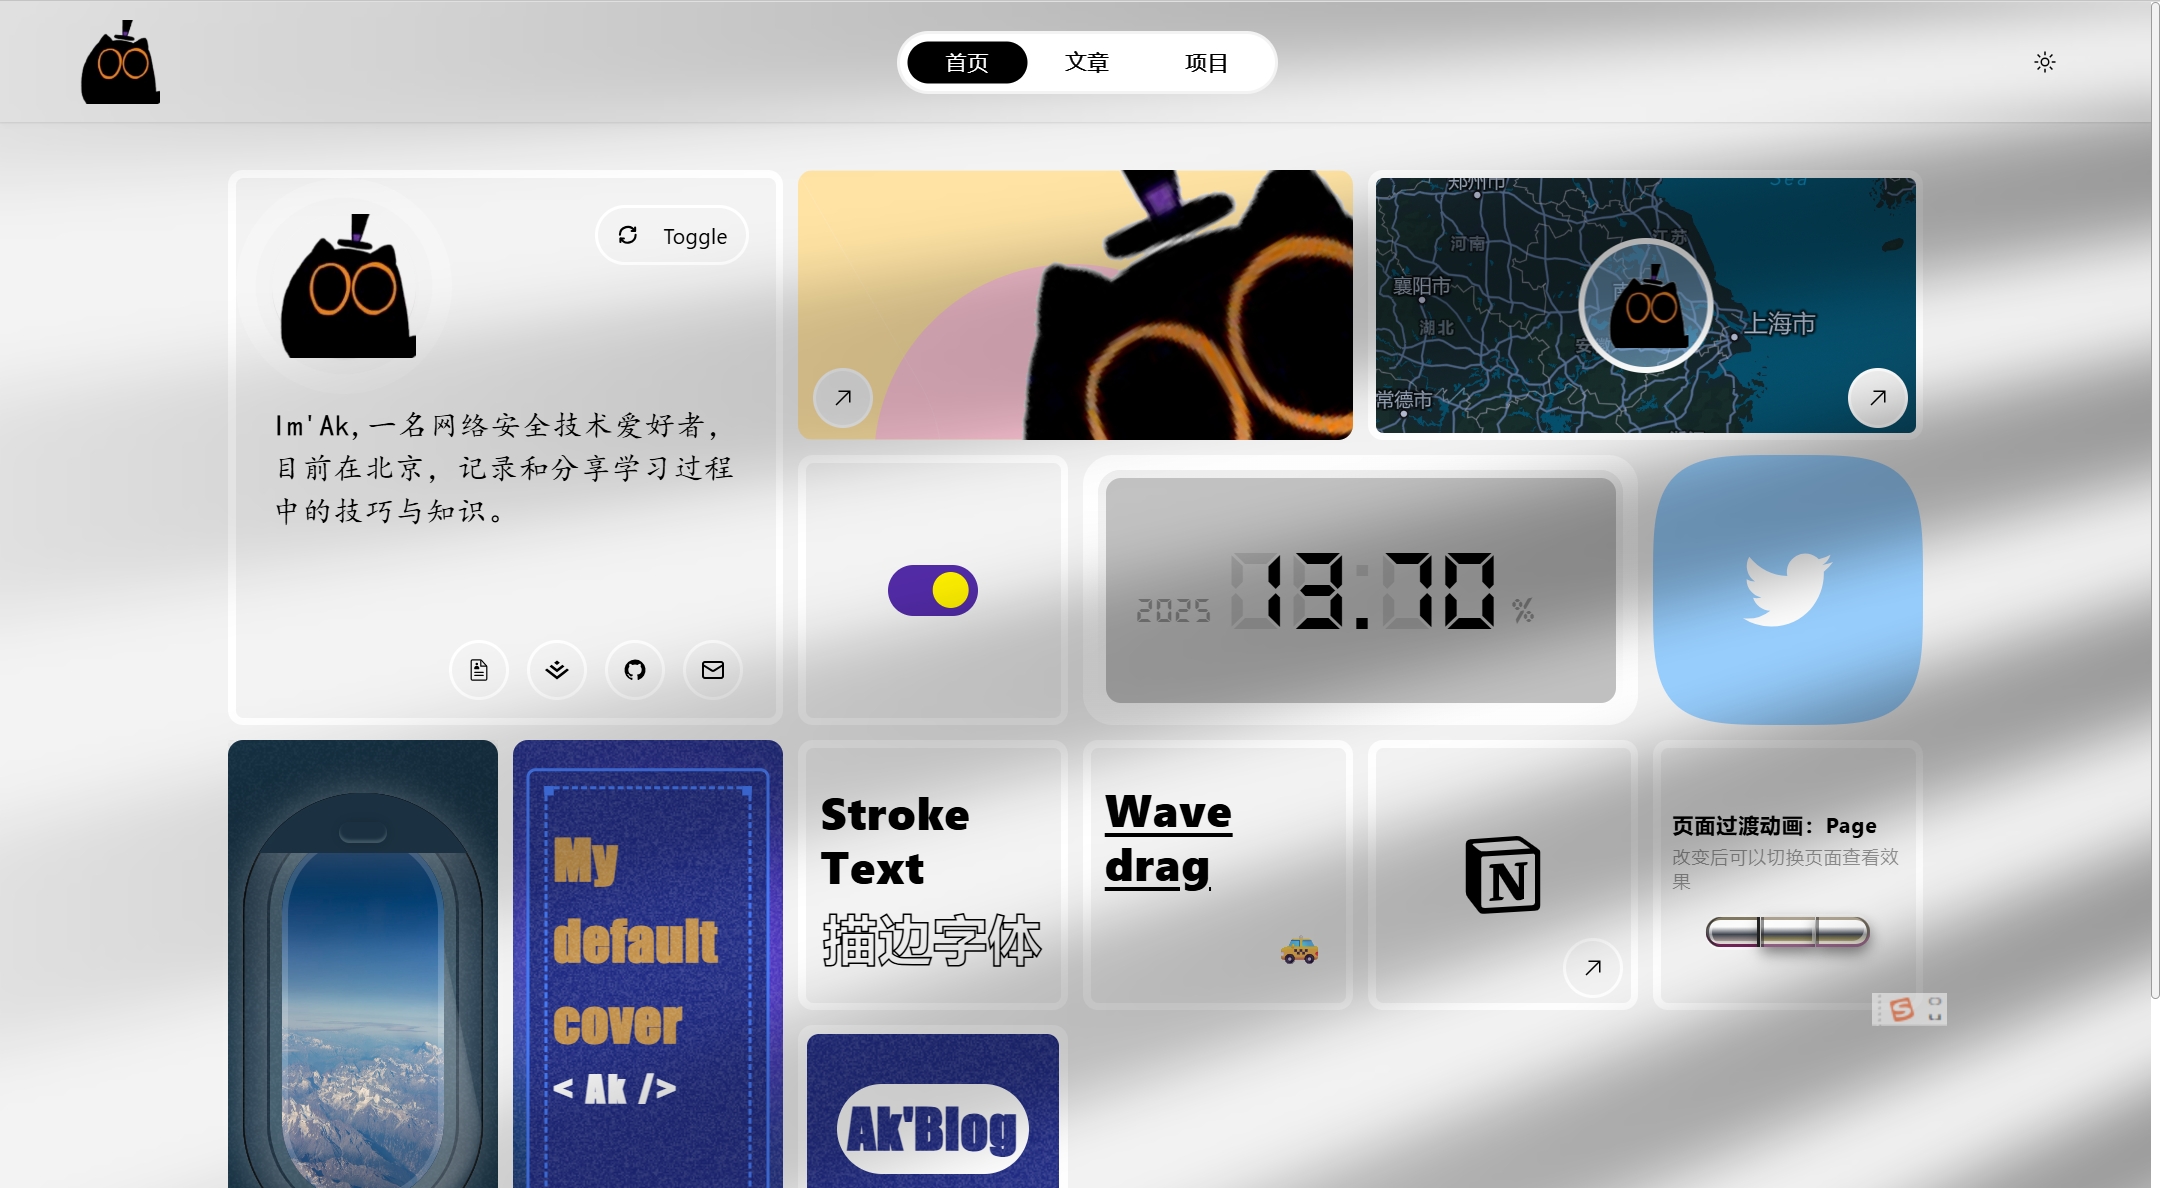 首页
文章
项目
Toggle
Im'Ak,一名网络安全技术爱好者，
目前在北京，记录和分享学习过程
中的技巧与知识。
郑州市
Sea
河南
江苏
襄阳市
湖北
上海市
常德市
2025 13.70 %
My
default
cover
< Ak />
Stroke
Text
描边字体
Wave
drag
N
页面过渡动画：Page
改变后可以切换页面查看效
果
S
Ak'Blog